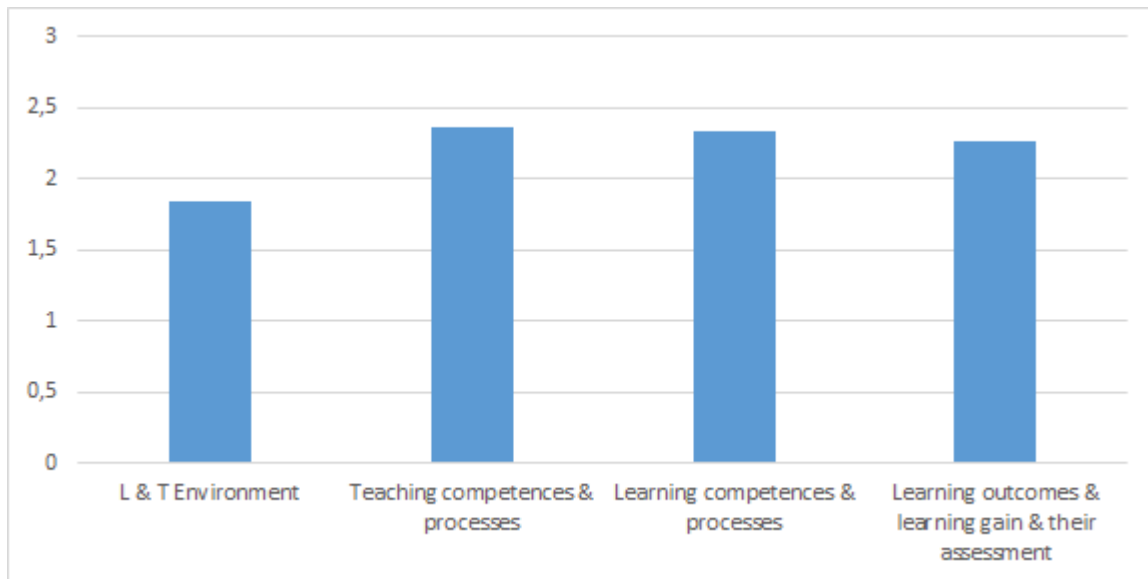 3
2,5
2
1,5
1
0,5
0
L & T Environment
Teaching competences &
processes
Learning competences &
processes
Learning outcomes &
learning gain & their
assessment